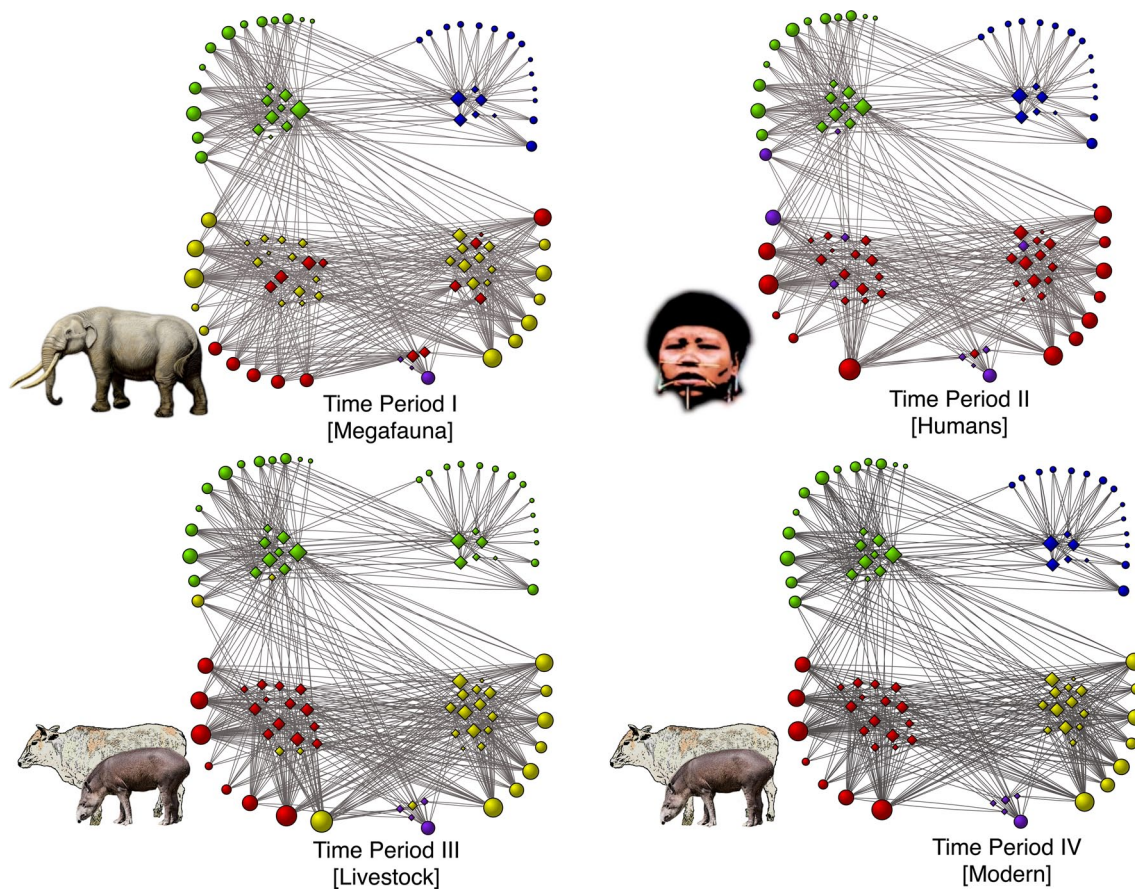 Time Period I
[Megafauna]
Time Period II
[Humans]
Time Period III
[Livestock]
Time Period IV
[Modern]